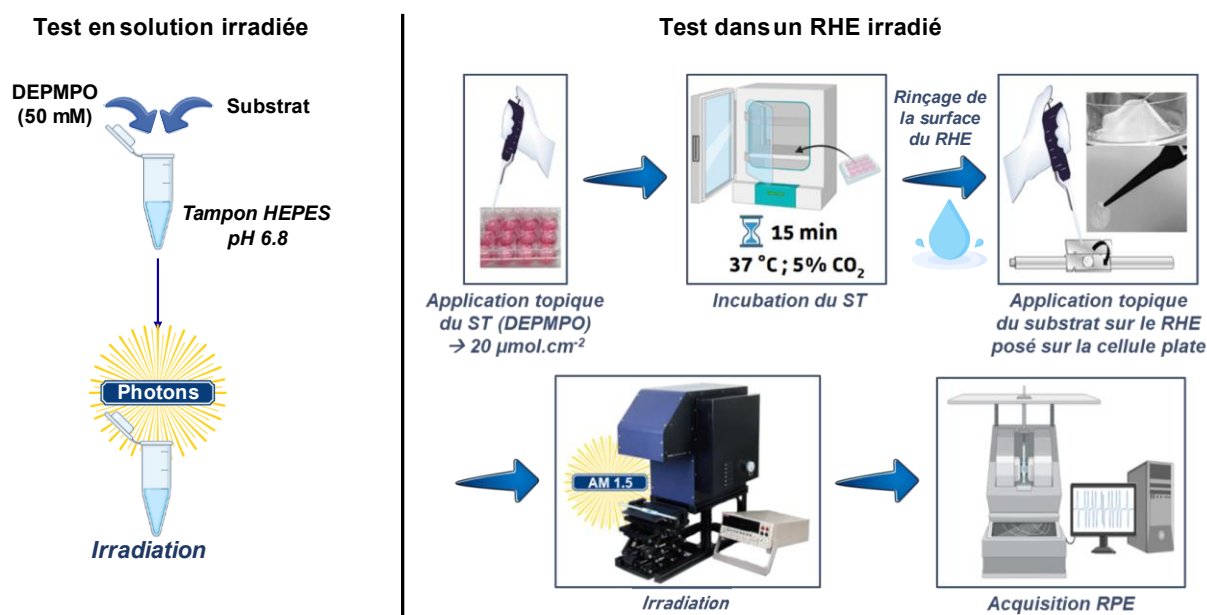 Test en solution irradiée
DEPMPO
(50 mM)
Substrat
Tampon HEPES
pH 6.8
Photons
Irradiation
Test dans un RHE irradié
Application topique
du ST (DEPMPO)
→ 20 µmol.cm-2
15 min
37 °C ; 5% CO2
Incubation du ST
Rinçage de
la surface
du RHE
Application topique
du substrat sur le RHE
posé sur la cellule plate
AM 1.5
Irradiation
Acquisition RPE